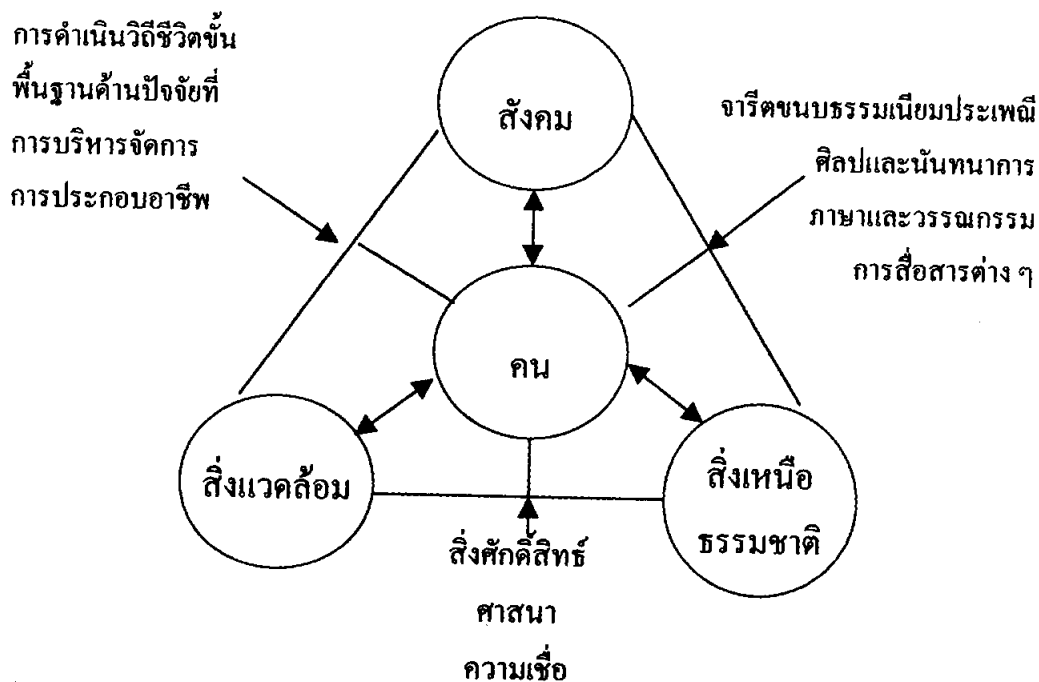 การดำเนินวิถีชีวิตขั้น
พื้นฐานด้านปัจจัยที่
การบริหารจัดการ
การประกอบอาชีพ
สังคม
จารีตขนบธรรมเนียมประเพณี
ศิลปและนันทนาการ
ภาษาและวรรณกรรม
การสื่อสารต่าง ๆ
คน
สิ่งแวดล้อม
สิ่งเหนือ
ธรรมชาติ
สิ่งศักดิ์สิทธ์
ศาสนา
ความเชื่อ